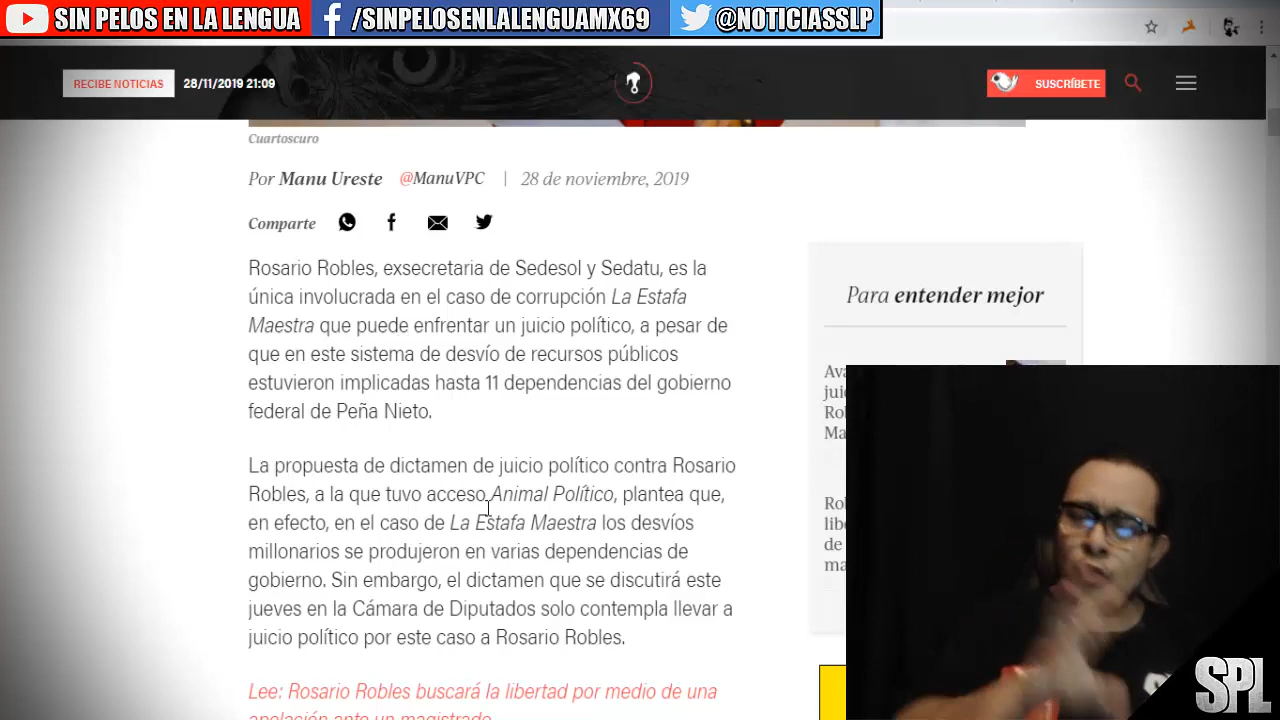 SIN PELOS EN LA LENGUA
/SINPELOSENLALENGUAMX69
@NOTICIASSLP
RECIBE NOTICIAS
28/11/2019 21:09
SUSCRÍBETE
Cuartoscuro
Por Manu Ureste @ManuVPC | 28 de noviembre, 2019
Comparte
Rosario Robles, exsecretaria de Sedesol y Sedatu, es la
única involucrada en el caso de corrupción La Estafa
Maestra que puede enfrentar un juicio político, a pesar de
que en este sistema de desvío de recursos públicos
estuvieron implicadas hasta 11 dependencias del gobierno
federal de Peña Nieto.
La propuesta de dictamen de juicio político contra Rosario
Robles, a la que tuvo acceso Animal Político, plantea que,
en efecto, en el caso de La Estafa Maestra los desvíos
millonarios se produjeron en varias dependencias de
gobierno. Sin embargo, el dictamen que se discutirá este
jueves en la Cámara de Diputados solo contempla llevar a
juicio político por este caso a Rosario Robles.
Lee: Rosario Robles buscará la libertad por medio de una
apelación ante un magistrado
Para entender mejor
de
SPL